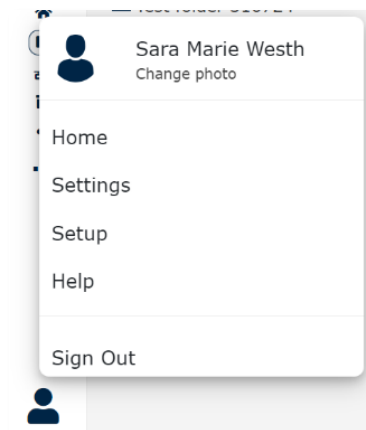 Sara Marie Westh
Change photo
Home
Settings
Setup
Help
Sign Out